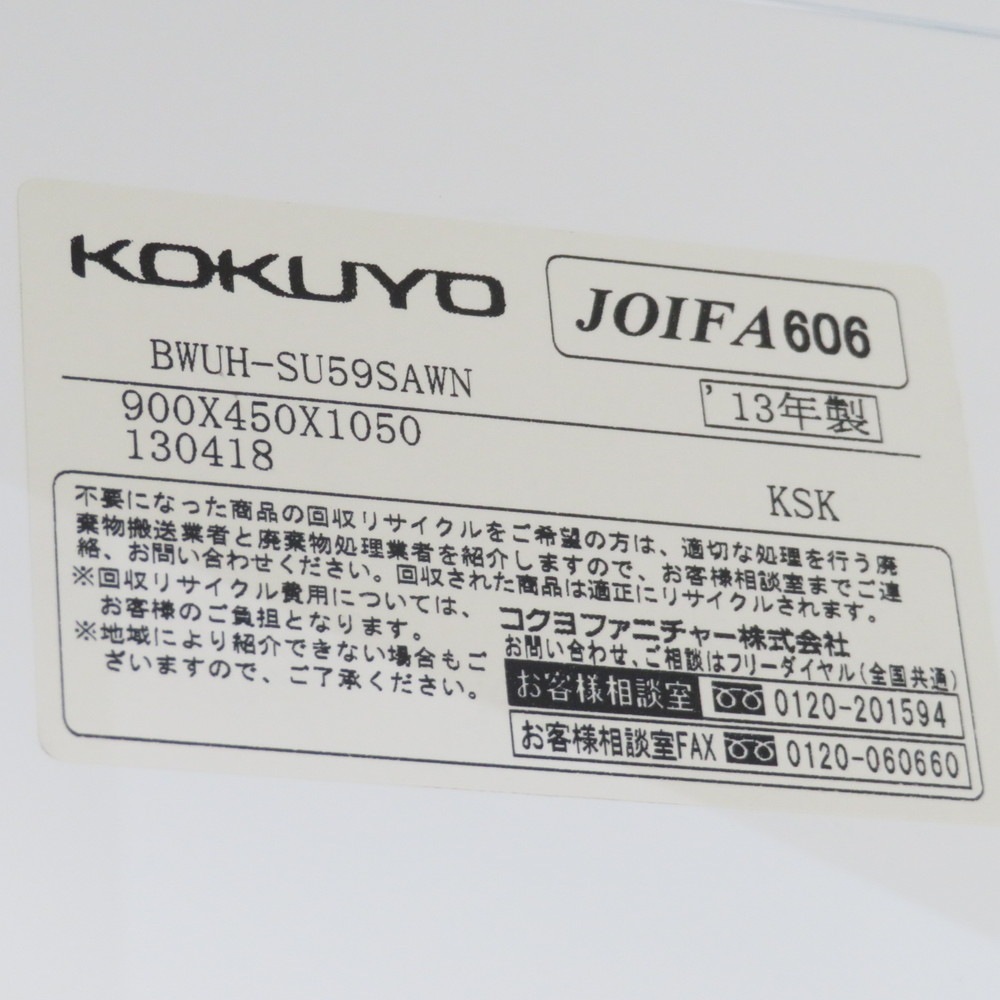 KOKUYO
JOIFA606
BWUH-SU59SAWN
'13年製
900X450X1050
130418
KSK
不要になった商品の回収リサイクルをご希望の方は、適切な処理を行う廃
棄物搬送業者と廃棄物処理業者を紹介しますので、お客様相談室までご連
絡、お問い合わせください。回収された商品は適正にリサイクルされます。
※回収リサイクル費用については、
お客様のご負担となります。
※地域により紹介できない場合もご
ざいますので、ご了承ください。
コクヨファニチャー株式会社
お問い合わせ、ご相談はフリーダイヤル(全国共通)
お客様相談室 0120-201594
お客様相談室FAX 0120-060660